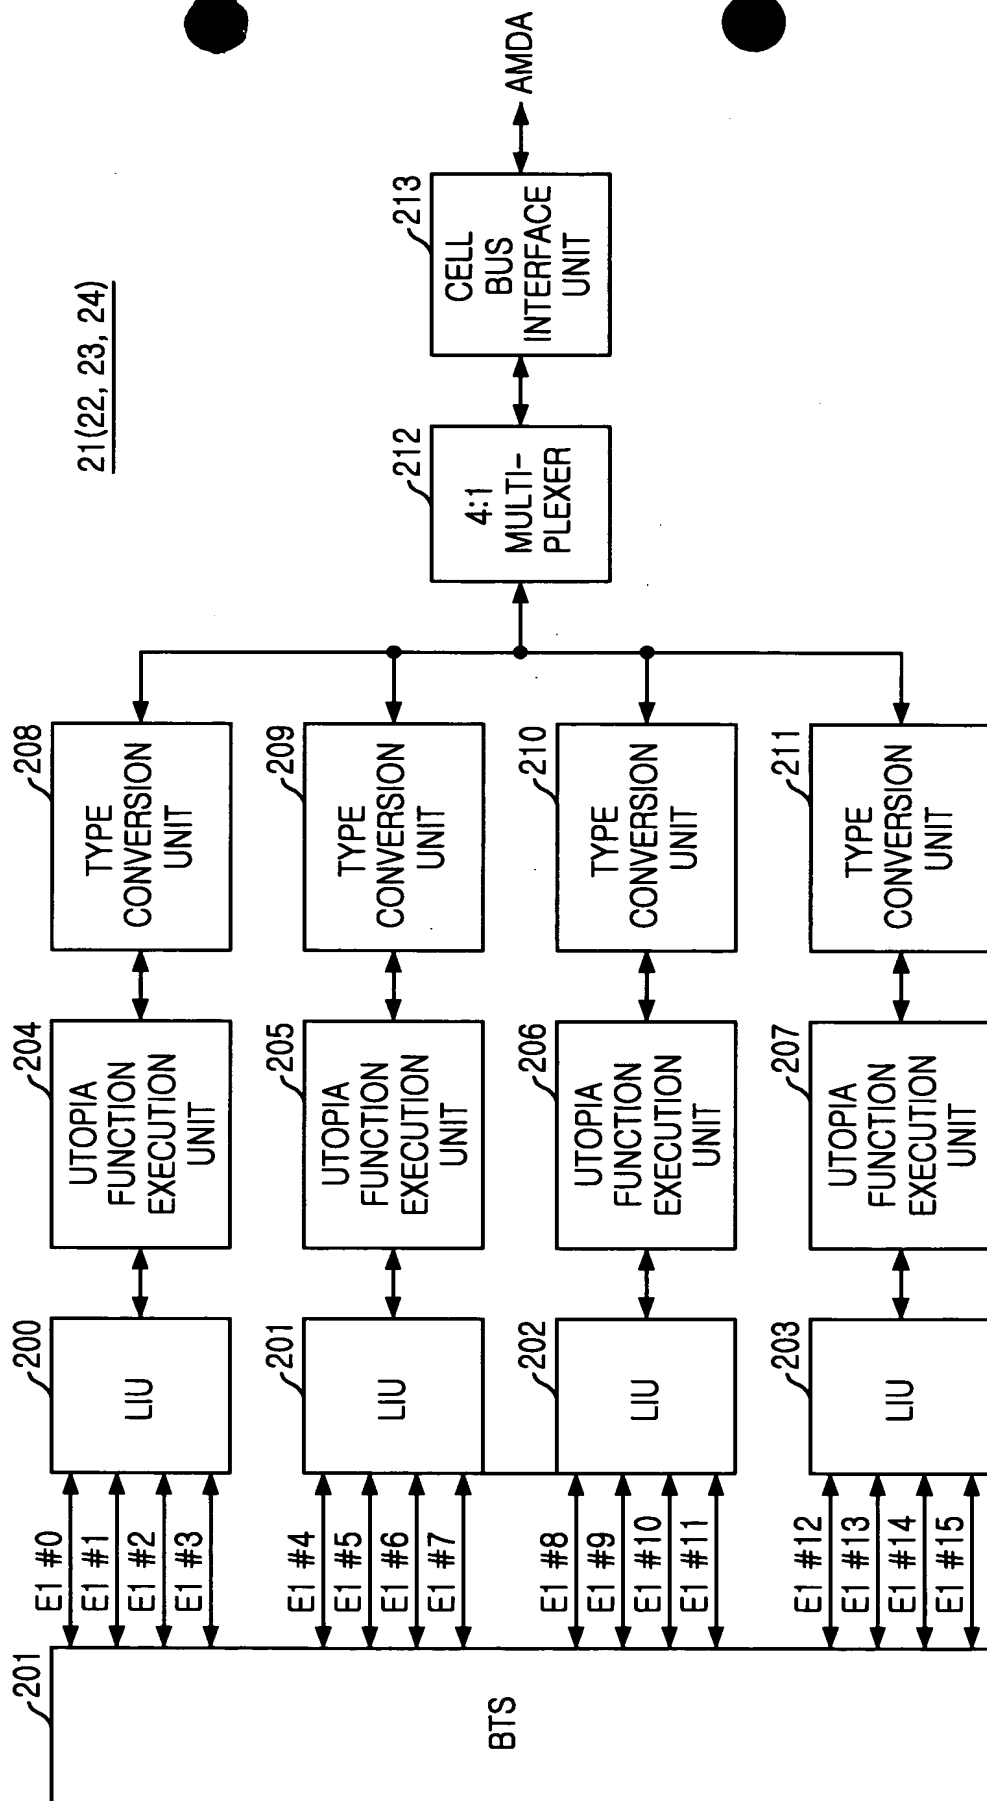 21(22, 23, 24)
201
BTS
E1 #0
E1 #1
E1 #2
E1 #3
E1 #4
E1 #5
E1 #6
E1 #7
E1 #8
E1 #9
E1 #10
E1 #11
E1 #12
E1 #13
E1 #14
E1 #15
200
LIU
201
LIU
202
LIU
203
LIU
204
UTOPIA
FUNCTION
EXECUTION
UNIT
205
UTOPIA
FUNCTION
EXECUTION
UNIT
206
UTOPIA
FUNCTION
EXECUTION
UNIT
207
UTOPIA
FUNCTION
EXECUTION
UNIT
208
TYPE
CONVERSION
UNIT
209
TYPE
CONVERSION
UNIT
210
TYPE
CONVERSION
UNIT
211
TYPE
CONVERSION
UNIT
212
4:1
MULTI-
PLEXER
213
CELL
BUS
INTERFACE
UNIT
AMDA